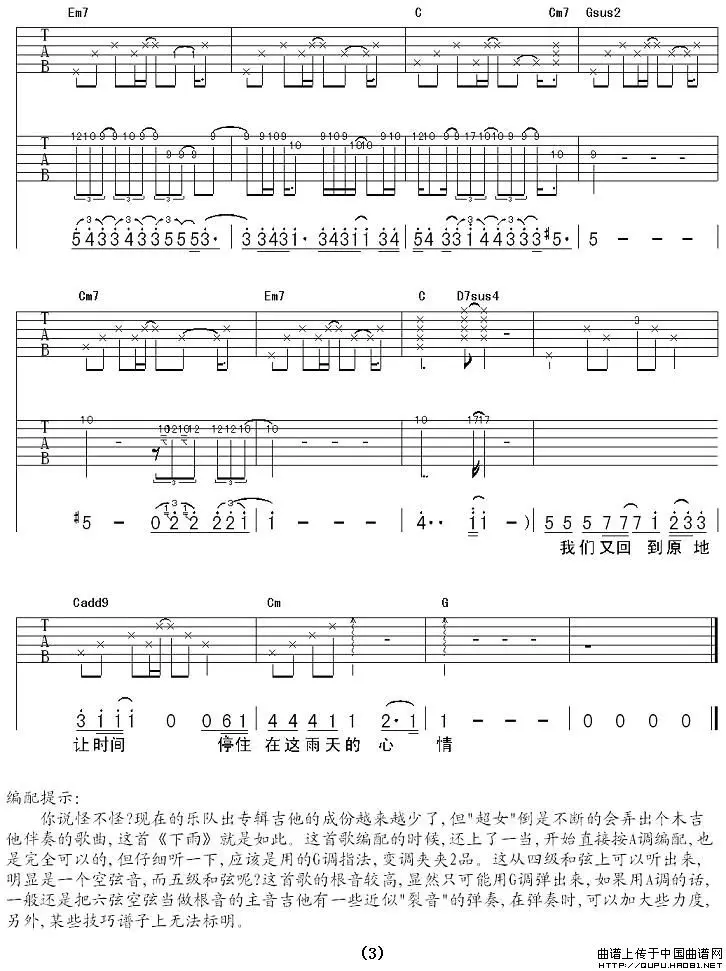 Em7 C Cm7 Gsus2
T
A
B
12 10 9 9 10 9 9 9 9 9 9 9 10 9 10 9 10 9 9 10 10 9 12 10 9 9 17 10 10 9 9 9 10 9
3 3 3 3 3
5 4 3 3 4 3 3 5 5 5 5 3· 3 3 4 3 1· 3 4 3 1 1 3 4 5 4 3 3 1 4 4 3 3 3 #5· 5 - - -
Cm7 Em7 C D7sus4
T
A
B
3
10 - 10 12 10 12 12 12 10 10 - - - 10 17 17 -
3 3
#5 - 0 2 2 2 2 1 1 - - - 4·· 1 1 - ) 5 5 5 7 7 7 1 2 3 3
我们又回 到原 地
Cadd9 Cm G
T
A
B
3 1 1 1 0 0 6 1 4 4 4 1 1 2· 1 1 - - - 0 0 0 0
让时间 停住 在这雨天的 心 情
编配提示:
你说怪不怪?现在的乐队出专辑吉他的成份越来越少了,但"超女"倒是不断的会弄出个木吉
他伴奏的歌曲,这首《下雨》就是如此。这首歌编配的时候,还上了一当,开始直接按A调编配,也
是完全可以的,但仔细听一下,应该是用的G调指法,变调夹夹2品。这从四级和弦上可以听出来,
明显是一个空弦音,而五级和弦呢?这首歌的根音较高,显然只可能用G调弹出来,如果用A调的话,
一般还是把六弦空弦当做根音的主音吉他有一些近似"裂音"的弹奏,在弹奏时,可以加大些力度,
另外,某些技巧谱子上无法标明。
(3)
曲谱上传于中国曲谱网
HTTP://QUPU.HAO81.NET